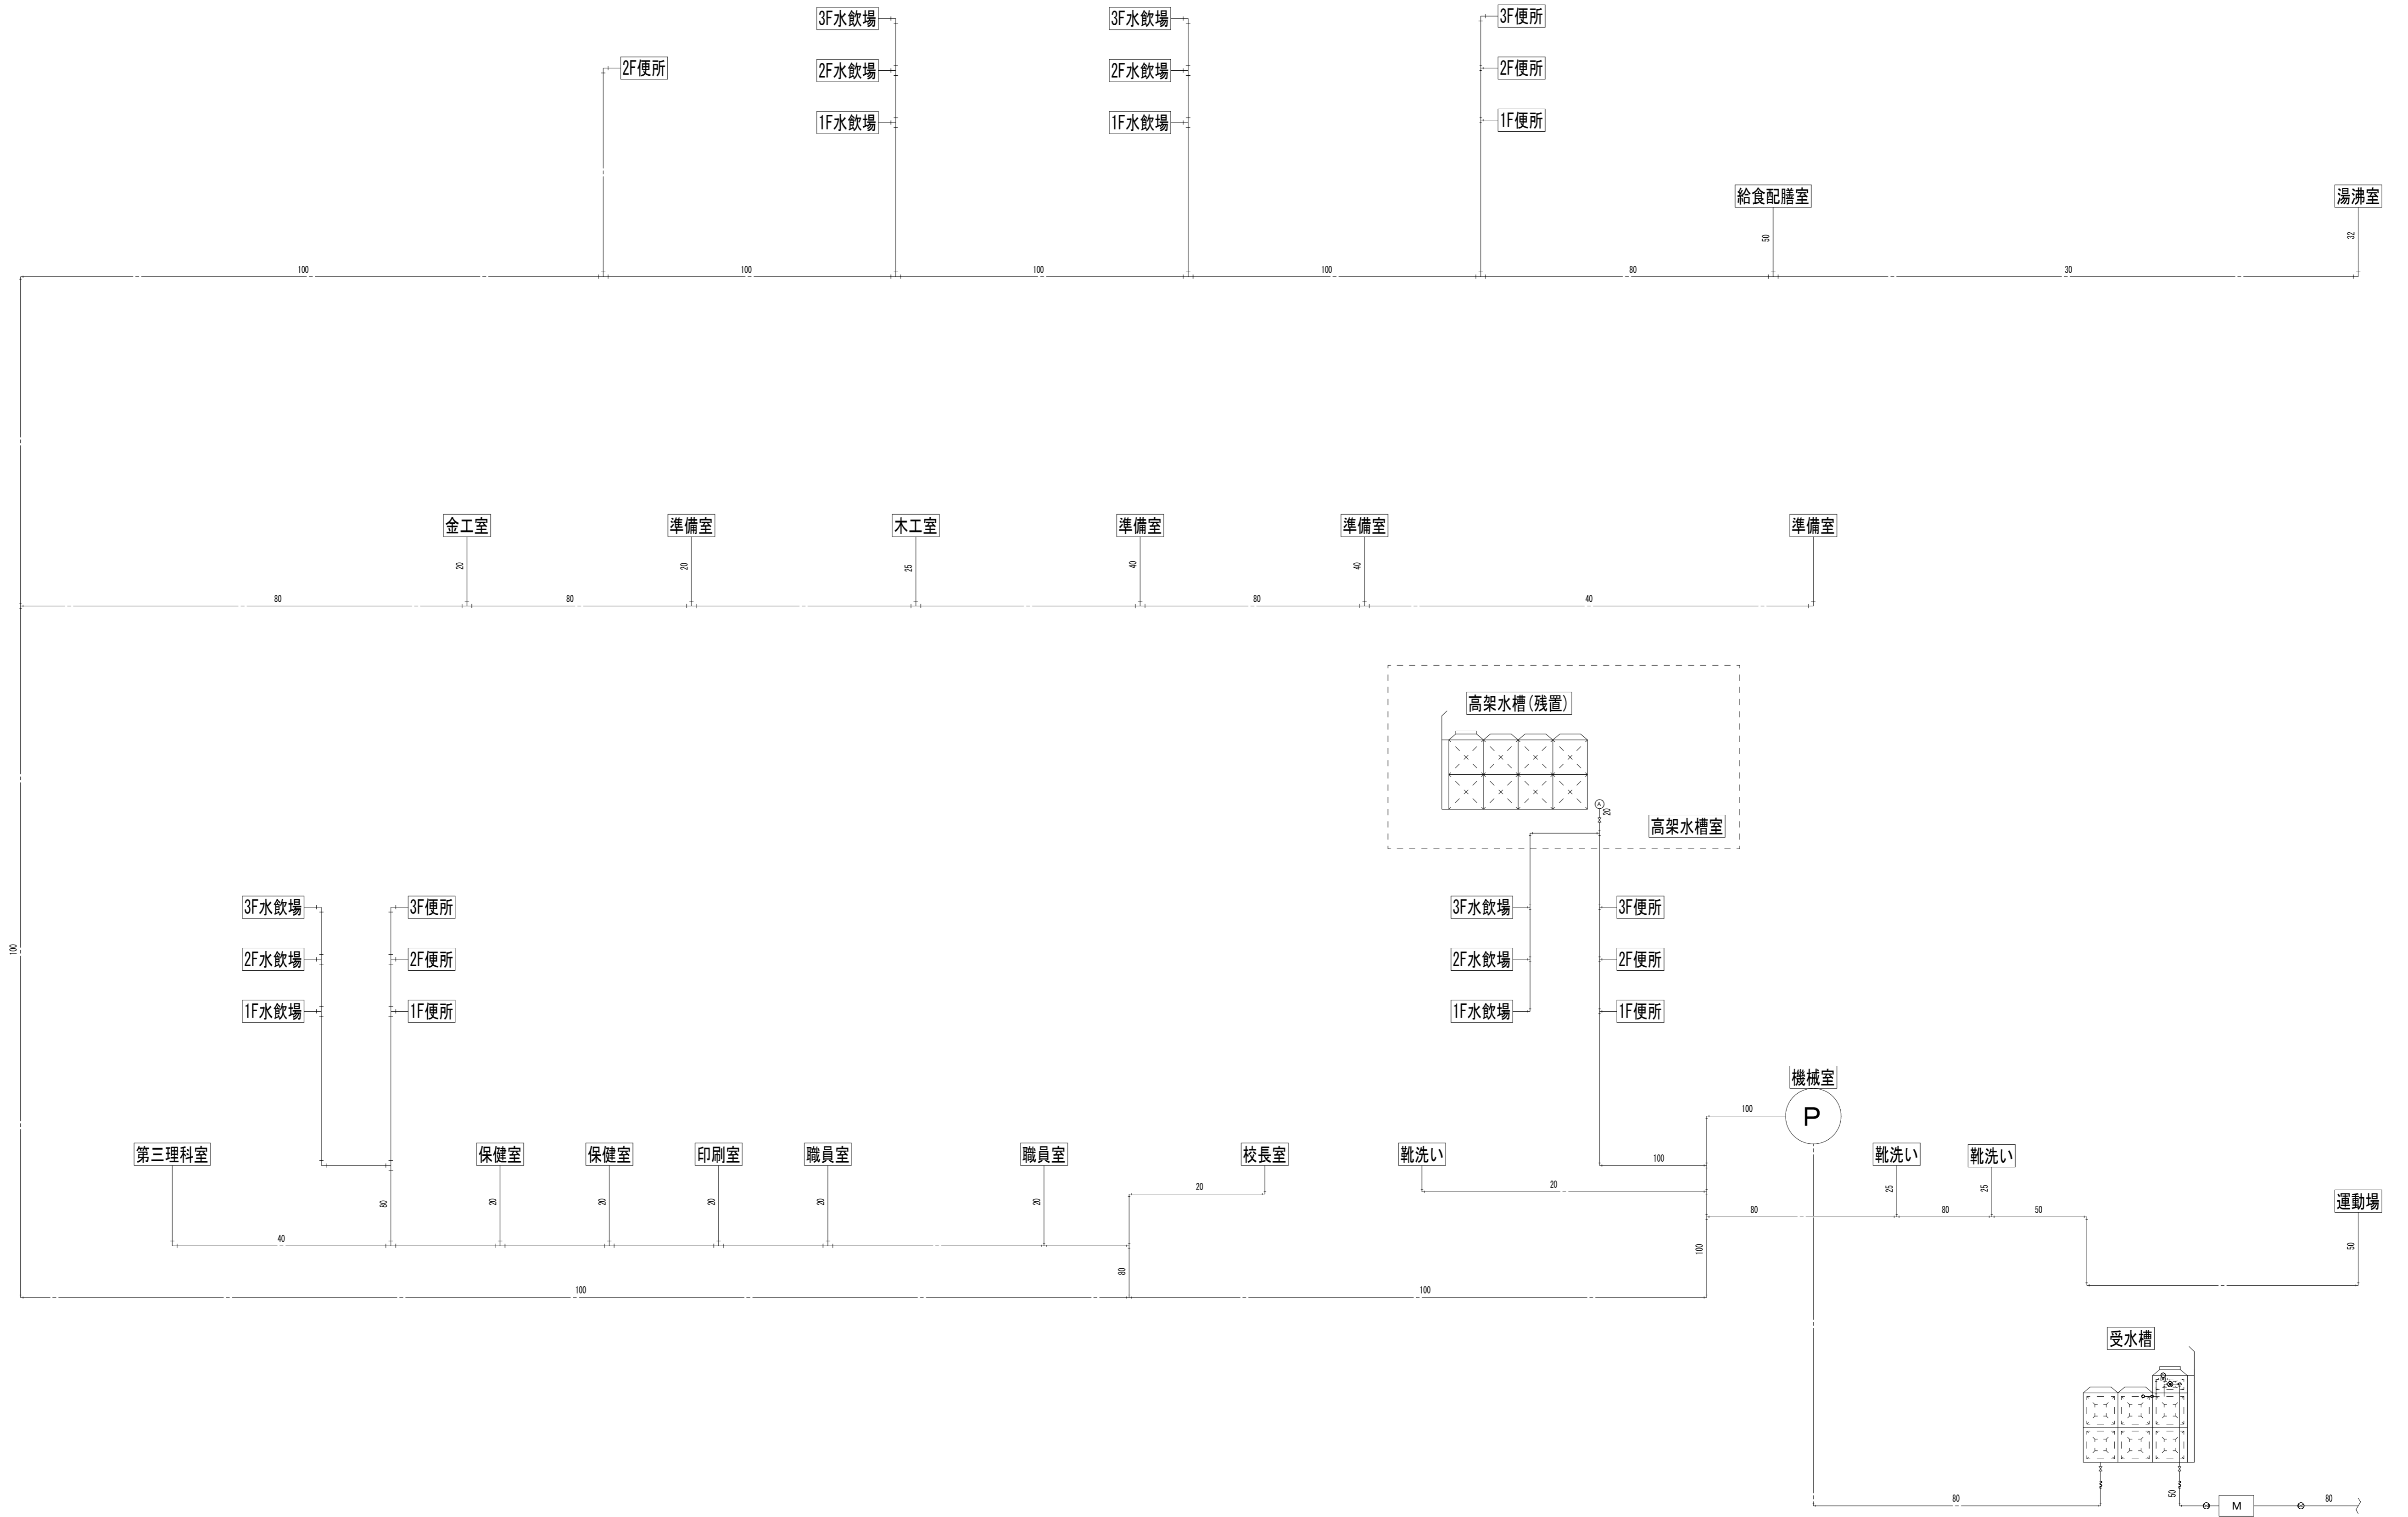 3F水飲場
3F水飲場
3F便所
2F便所
2F水飲場
2F水飲場
2F便所
1F水飲場
1F水飲場
1F便所
給食配膳室
湯沸室
50
32
100
100
100
100
80
30
金工室
準備室
木工室
準備室
準備室
準備室
20
20
25
40
40
80
80
80
40
高架水槽(残置)
A
20
高架水槽室
3F水飲場
3F便所
3F水飲場
3F便所
100
2F水飲場
2F便所
2F水飲場
2F便所
1F水飲場
1F便所
1F水飲場
1F便所
機械室
P
100
第三理科室
保健室
保健室
印刷室
職員室
職員室
校長室
靴洗い
100
靴洗い
靴洗い
80
20
20
20
20
20
20
20
25
25
運動場
40
80
80
50
80
100
50
100
100
受水槽
50
80
M
80